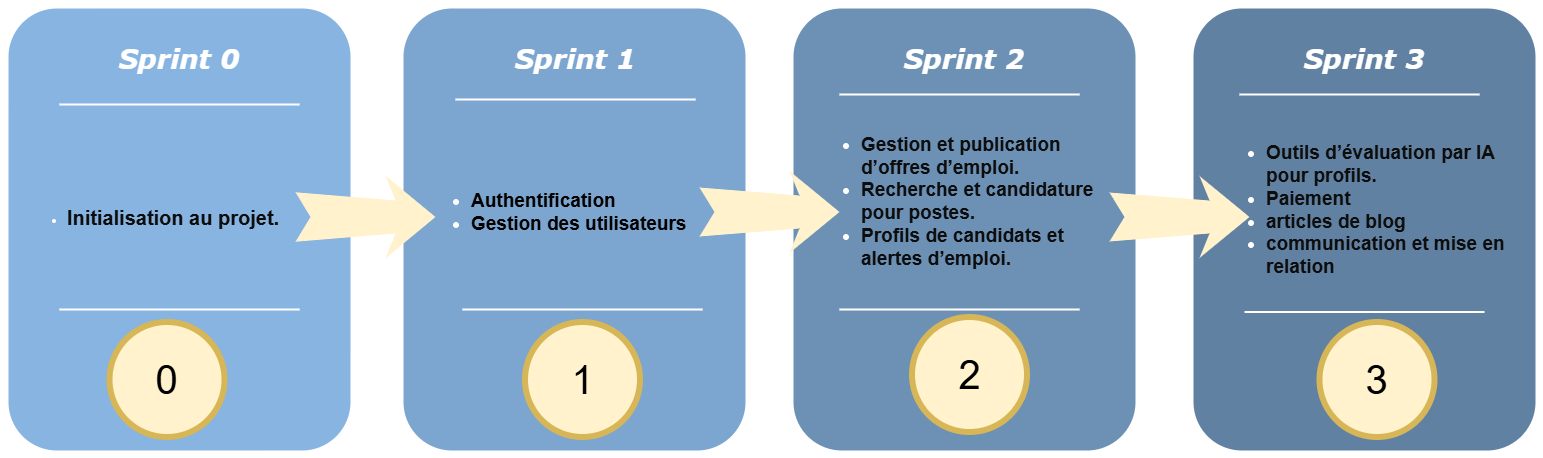 Sprint 0
Initialisation au projet.
0
Sprint 1
Authentification
Gestion des utilisateurs
1
Sprint 2
Gestion et publication
d’offres d’emploi.
Recherche et candidature
pour postes.
Profils de candidats et
alertes d’emploi.
2
Sprint 3
Outils d’évaluation par IA
pour profils.
Paiement
articles de blog
communication et mise en
relation
3